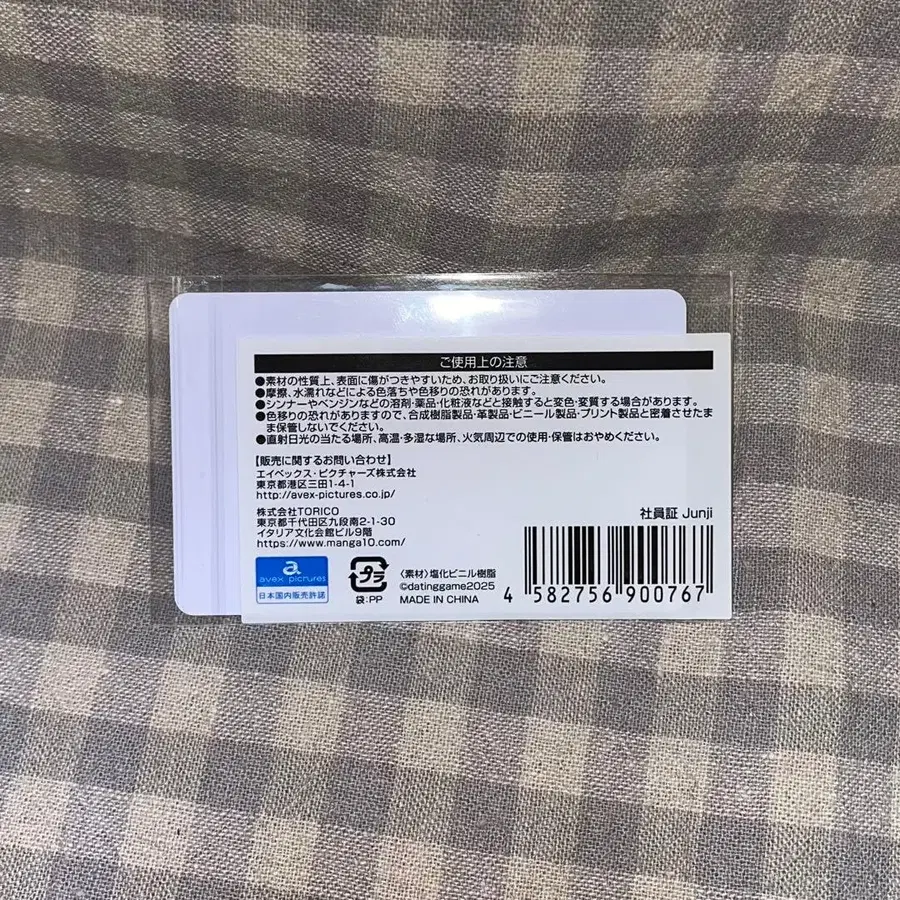 ご使用上の注意
●素材の性質上、表面に傷がつきやすいため、お取り扱いにご注意ください。
●摩擦、水濡れなどによる色落ちや色移りの恐れがあります。
●シンナーやベンジンなどの溶剤・薬品・化粧液などと接触すると変色・変質する場合があります。
●色移りの恐れがありますので、合成樹脂製品・革製品・ビニール製品・プリント製品と密着させたま
ま保管しないでください。
●直射日光の当たる場所、高温・多湿な場所、火気周辺での使用・保管はおやめください。
【販売に関するお問い合わせ】
エイベックス・ピクチャーズ株式会社
東京都港区三田1-4-1
http://avex-pictures.co.jp/
株式会社TORICO
東京都千代田区九段南2-1-30
イタリア文化会館ビル9階
https://www.manga10.com/
社員証 Junji
a
avex pictures
日本国内販売許諾
プラ
袋:PP
〈素材〉塩化ビニル樹脂
©datinggame2025
MADE IN CHINA
4 582756 900767